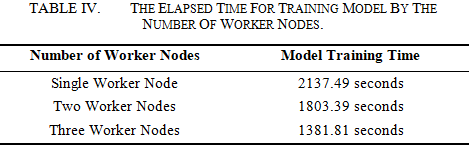 TABLE IV. THE ELAPSED TIME FOR TRAINING MODEL BY THE
NUMBER OF WORKER NODES.
Number of Worker Nodes Model Training Time
Single Worker Node 2137.49 seconds
Two Worker Nodes 1803.39 seconds
Three Worker Nodes 1381.81 seconds